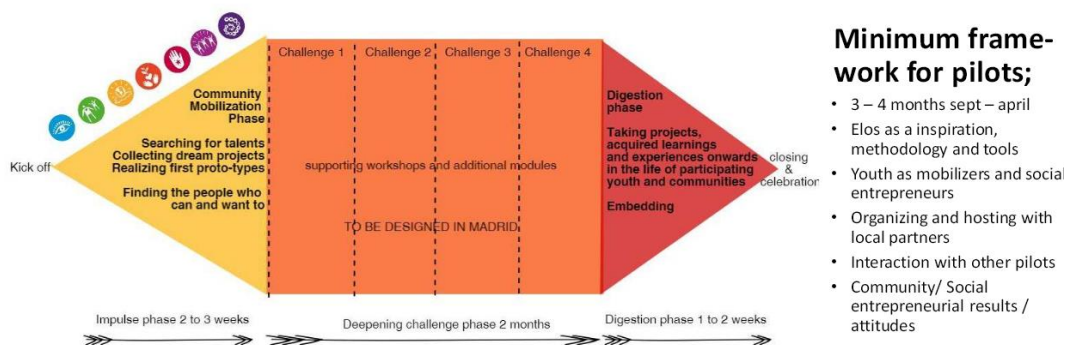 Kick off
Community
Mobilization
Phase
Searching for talents
Collecting dream projects
Realizing first proto-types
Finding the people who
can and want to
Challenge 1
Challenge 2
Challenge 3
Challenge 4
supporting workshops and additional modules
TO BE DESIGNED IN MADRID
Digestion
phase
Taking projects,
acquired learnings
and experiences onwards
in the life of participating
youth and communities
Embedding
closing
&
celebration
Impulse phase 2 to 3 weeks
Deepening challenge phase 2 months
Digestion phase 1 to 2 weeks
Minimum frame-
work for pilots;
• 3 – 4 months sept – april
• Elos as a inspiration,
methodology and tools
• Youth as mobilizers and social
entrepreneurs
• Organizing and hosting with
local partners
• Interaction with other pilots
• Community/ Social
entrepreneurial results /
attitudes